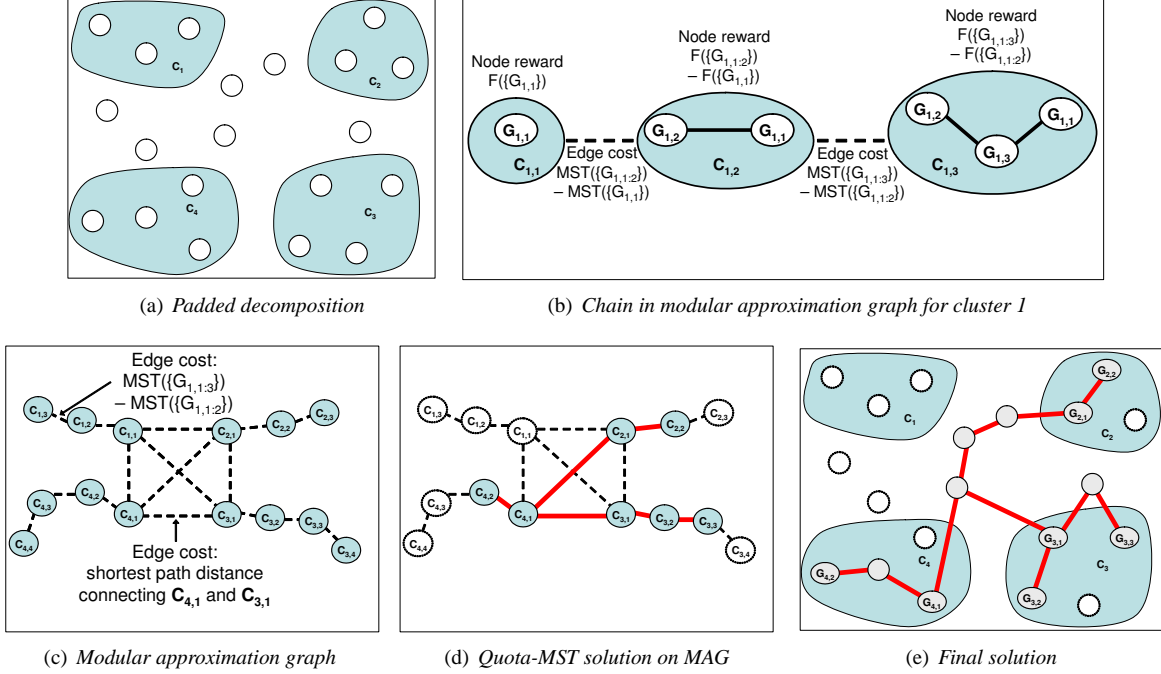 C1
C2
C4
C3
(a) Padded decomposition
Node reward
F({G1,1})
Node reward
F({G1,1:2})
– F({G1,1})
Node reward
F({G1,1:3})
– F({G1,1:2})
G1,1
C1,1
Edge cost
MST({G1,1:2})
– MST({G1,1})
G1,2
G1,1
C1,2
Edge cost
MST({G1,1:3})
– MST({G1,1:2})
G1,2
G1,3
G1,1
C1,3
(b) Chain in modular approximation graph for cluster 1
Edge cost:
MST({G1,1:3})
– MST({G1,1:2})
C1,3
C1,2
C1,1
C2,1
C2,2
C2,3
C4,3
C4,2
C4,1
C3,1
C3,2
C3,3
C4,4
C3,4
Edge cost:
shortest path distance
connecting C4,1 and C3,1
(c) Modular approximation graph
C1,3
C1,2
C1,1
C2,1
C2,2
C2,3
C4,3
C4,2
C4,1
C3,1
C3,2
C3,3
C4,4
C3,4
(d) Quota-MST solution on MAG
G2,2
G2,1
C1
C2
G3,1
G3,3
C4
C3
G4,2
G4,1
G3,2
(e) Final solution